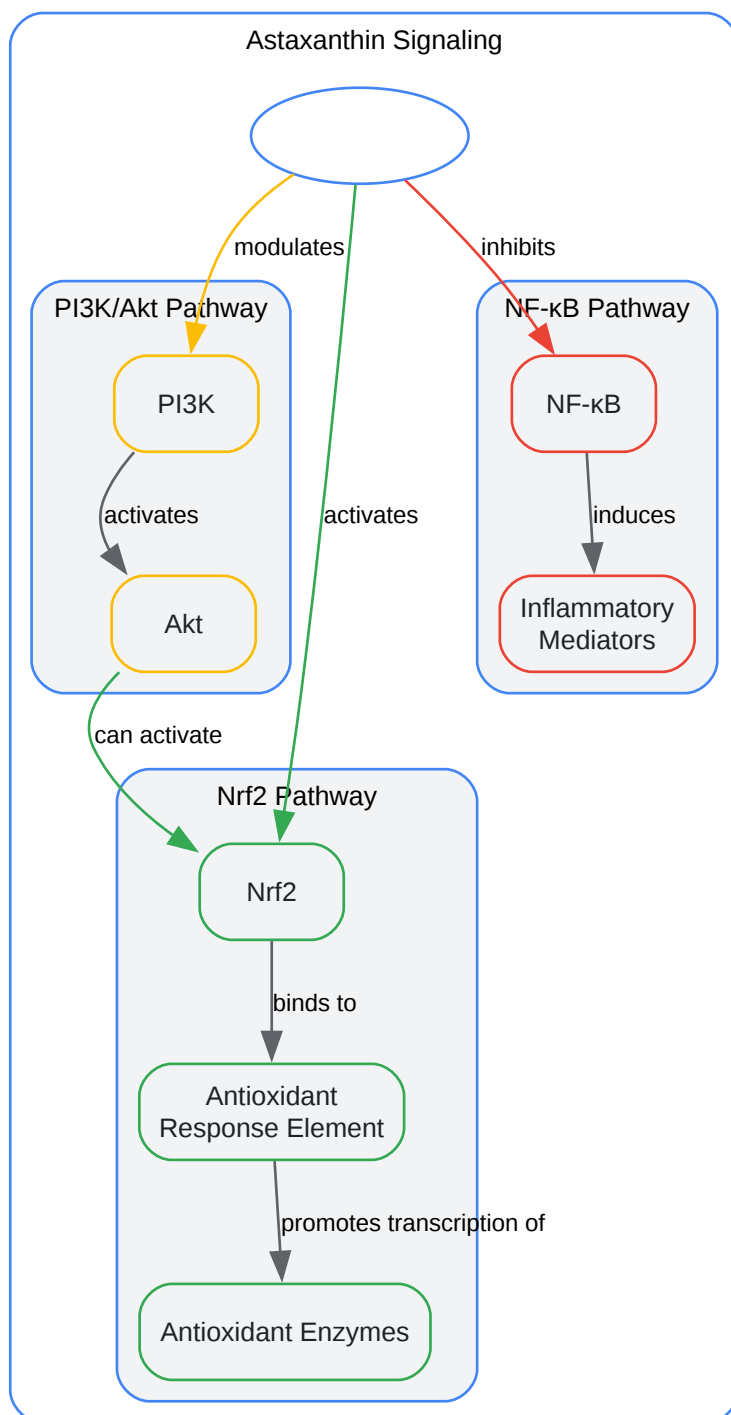 Astaxanthin Signaling
modulates
inhibits
PI3K/Akt Pathway
NF-κB Pathway
PI3K
NF-κB
activates
activates
induces
Akt
Inflammatory
Mediators
can activate
Nrf2 Pathway
Nrf2
binds to
Antioxidant
Response Element
promotes transcription of
Antioxidant Enzymes